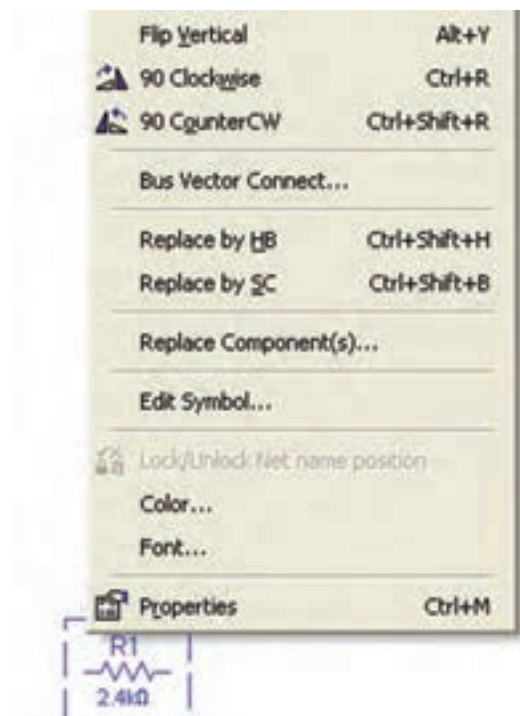 Flip Vertical Alt+Y
90 Clockwise Ctrl+R
90 CounterCW Ctrl+Shift+R
Bus Vector Connect...
Replace by HB Ctrl+Shift+H
Replace by SC Ctrl+Shift+B
Replace Component(s)...
Edit Symbol...
Lock/Unlock Net name position
Color...
Font...
Properties Ctrl+M
R1
2.4kΩ